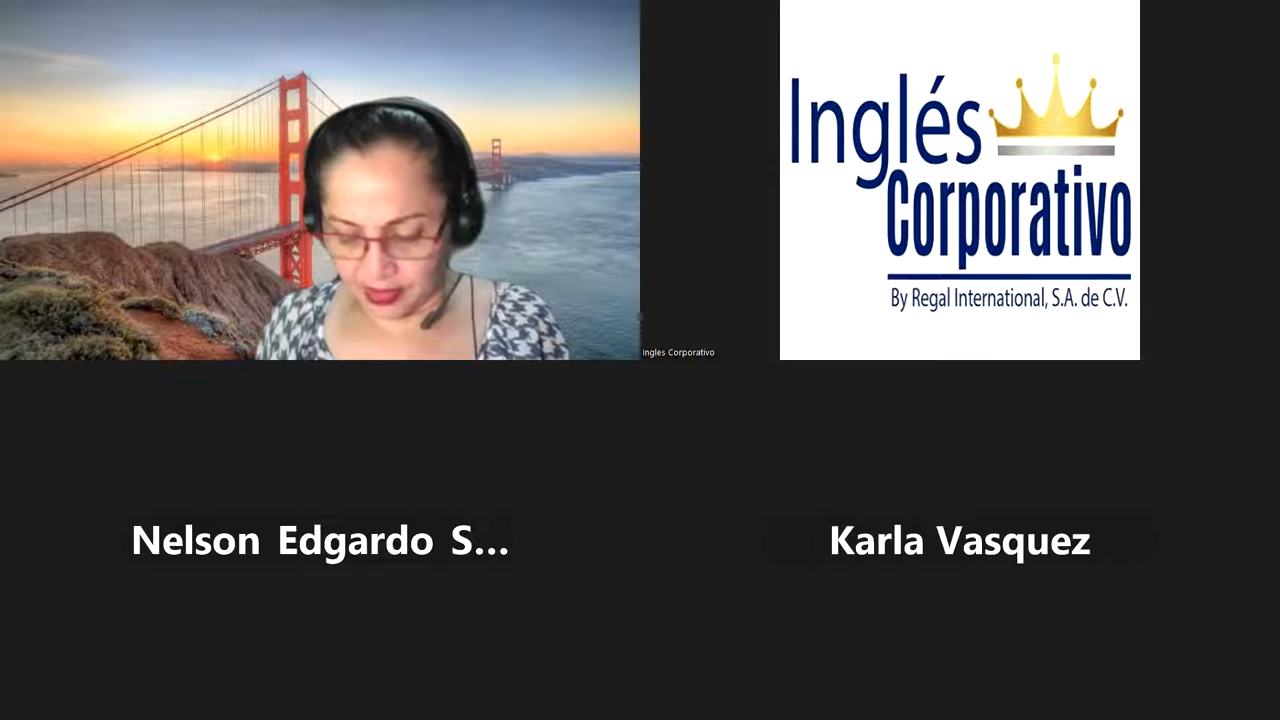 Inglés
Corporativo
By Regal International, S.A. de C.V.
Ingles Corporativo
Nelson Edgardo S...
Karla Vasquez